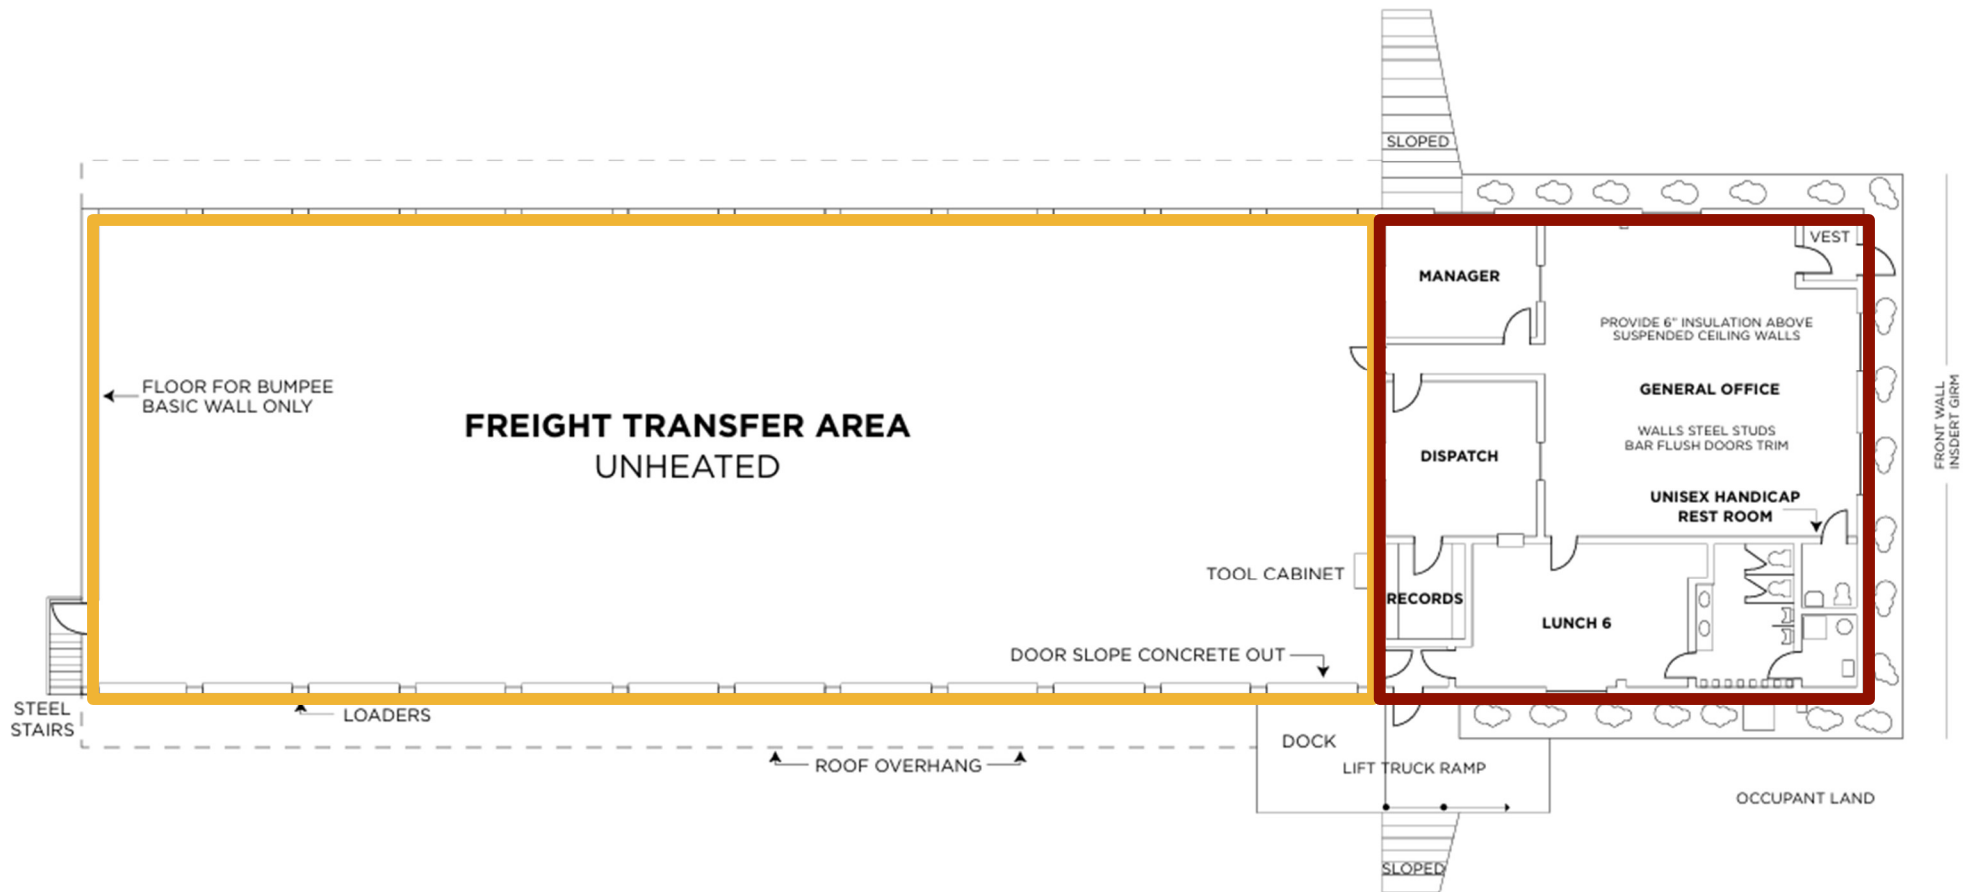 SLOPED
VEST
MANAGER
PROVIDE 6" INSULATION ABOVE
SUSPENDED CEILING WALLS
FLOOR FOR BUMPEE
BASIC WALL ONLY
GENERAL OFFICE
FREIGHT TRANSFER AREA
UNHEATED
WALLS STEEL STUDS
BAR FLUSH DOORS TRIM
DISPATCH
FRONT WALL
INSDERT GIRM
UNISEX HANDICAP
REST ROOM
TOOL CABINET
RECORDS
LUNCH 6
DOOR SLOPE CONCRETE OUT
STEEL
STAIRS
LOADERS
DOCK
ROOF OVERHANG
LIFT TRUCK RAMP
OCCUPANT LAND
SLOPED